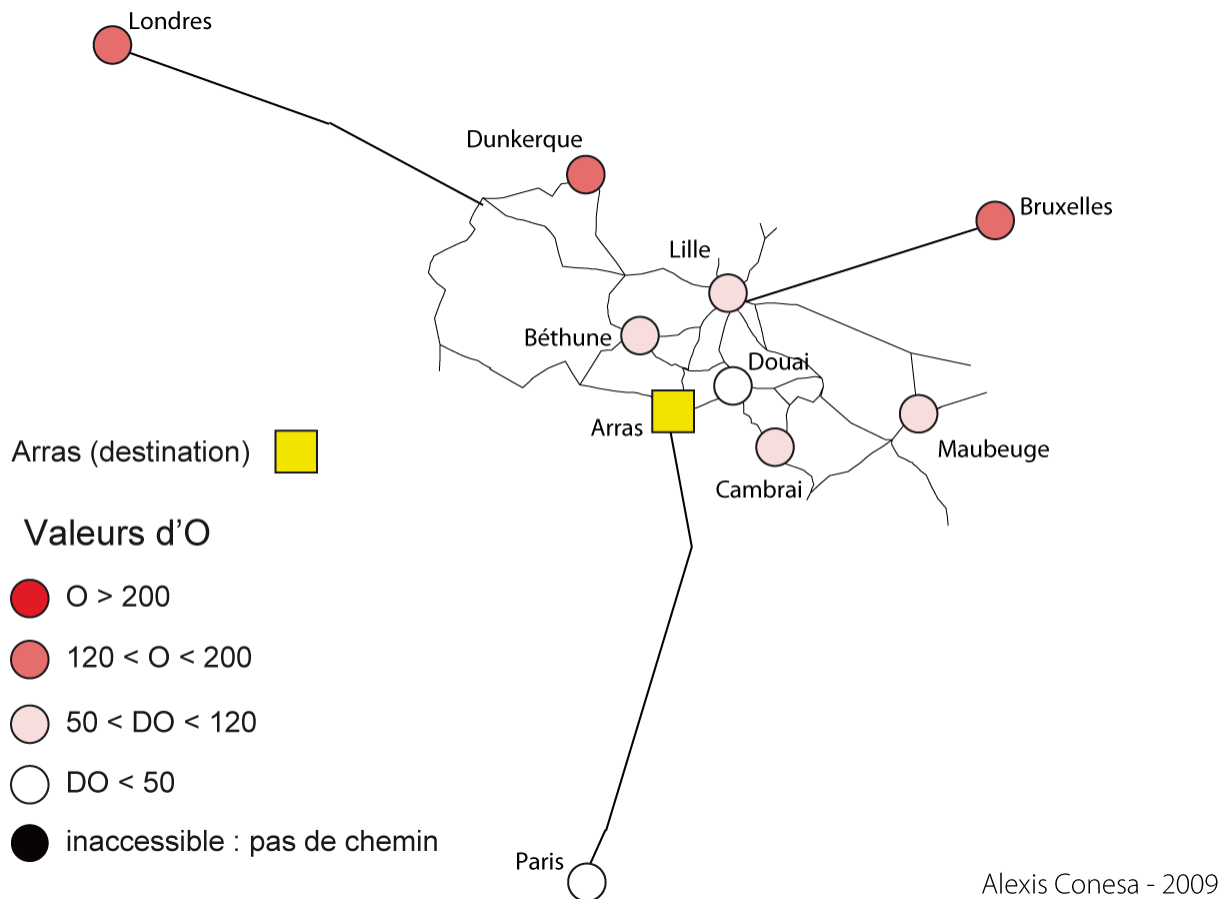 Londres
Dunkerque
Bruxelles
Lille
Béthune
Douai
Arras
Maubeuge
Arras (destination)
Cambrai
Valeurs d’O
O > 200
120 < O < 200
50 < DO < 120
DO < 50
inaccessible : pas de chemin
Paris
Alexis Conesa - 2009